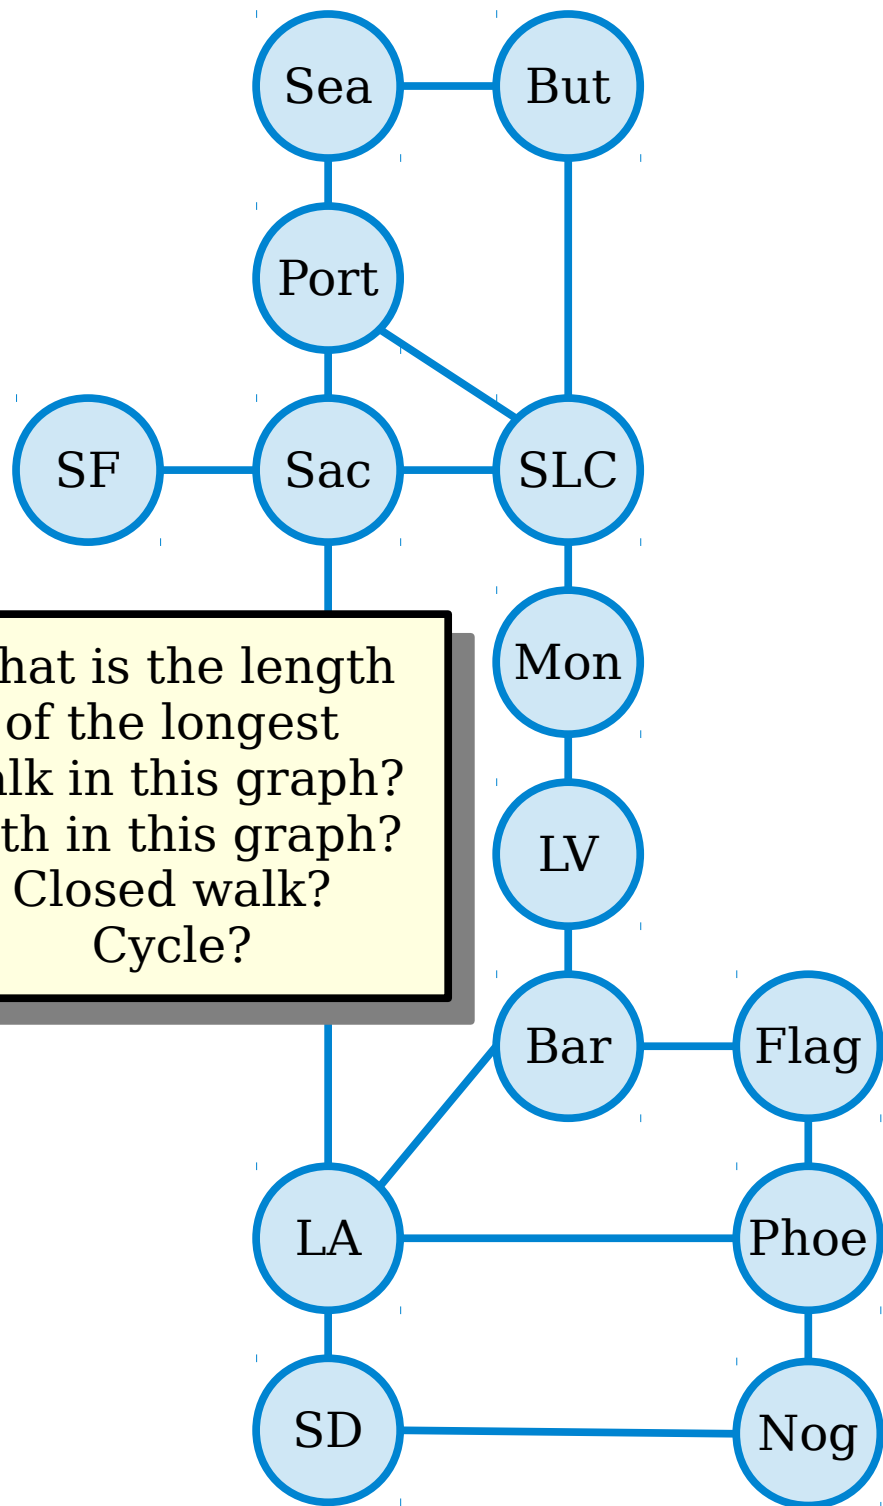 Sea But
Port
SF Sac SLC
hat is the length
of the longest
lk in this graph?
th in this graph?
Closed walk?
Cycle?
Mon
LV
Bar Flag
LA Phoe
SD Nog